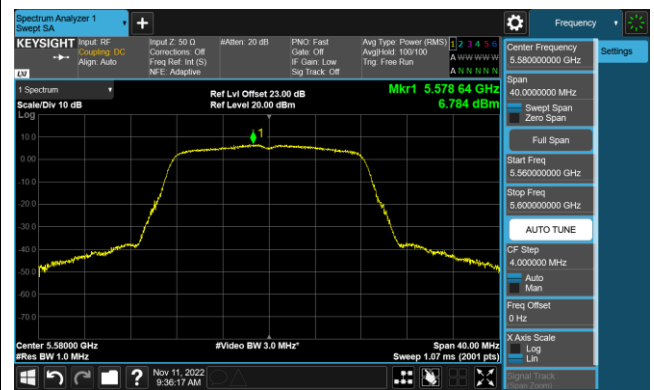 Spectrum Analyzer 1
Swept SA
+
Frequency
KEYSIGHT
Input: RF
Coupling: DC
Align: Auto
Input Z: 50 Ω
Corrections: Off
Freq Ref: Int (S)
NFE: Adaptive
#Atten: 20 dB
PNO: Fast
Gate: Off
IF Gain: Low
Sig Track: Off
Avg Type: Power (RMS)
Avg|Hold: 100/100
Trig: Free Run
1 2 3 4 5 6
A W W W W W
A N N N N N
LXI
1 Spectrum
Scale/Div 10 dB
Log
Ref Lvl Offset 23.00 dB
Ref Level 20.00 dBm
Mkr1 5.578 64 GHz
6.784 dBm
1
10.0
0.00
-10.0
-20.0
-30.0
-40.0
-50.0
-60.0
-70.0
Center 5.58000 GHz
#Res BW 1.0 MHz
#Video BW 3.0 MHz*
Span 40.00 MHz
Sweep 1.07 ms (2001 pts)
Center Frequency
5.580000000 GHz
Settings
Span
40.0000000 MHz
Swept Span
Zero Span
Full Span
Start Freq
5.560000000 GHz
Stop Freq
5.600000000 GHz
AUTO TUNE
CF Step
4.000000 MHz
Auto
Man
Freq Offset
0 Hz
X Axis Scale
Log
Lin
Signal Track
(Span Zoom)
?
Nov 11, 2022
9:36:17 AM